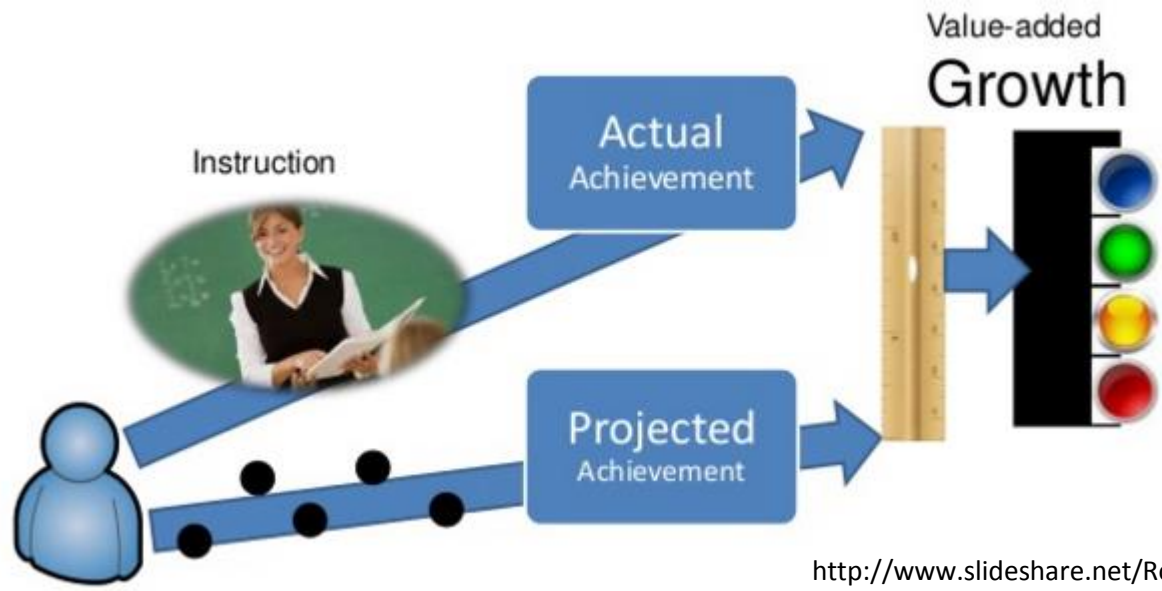 Value-added
Growth
Instruction
Actual
Achievement
Projected
Achievement
http://www.slideshare.net/R